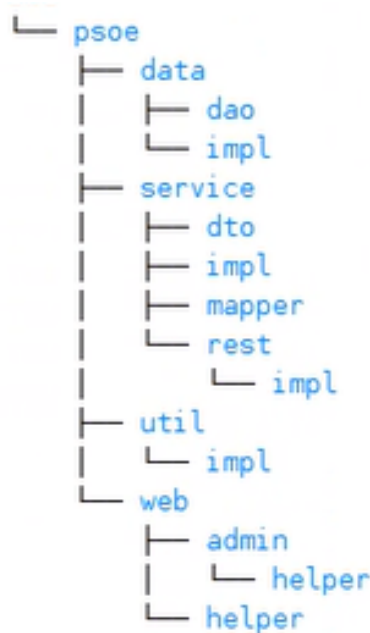 └── psoe
    ├── data
    │   ├── dao
    │   └── impl
    ├── service
    │   ├── dto
    │   ├── impl
    │   ├── mapper
    │   └── rest
    │       └── impl
    ├── util
    │   └── impl
    └── web
        ├── admin
        │   └── helper
        └── helper